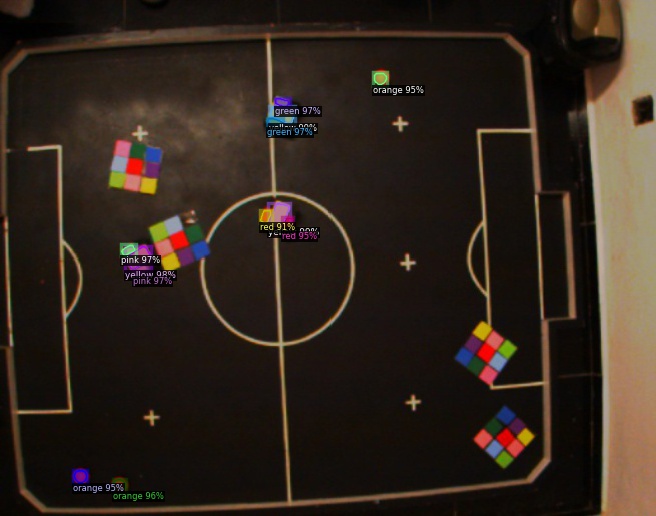 orange 95%
green 97%
green 97%
red 91%
red 95%
pink 97%
yellow 98%
pink 97%
orange 95%
orange 96%